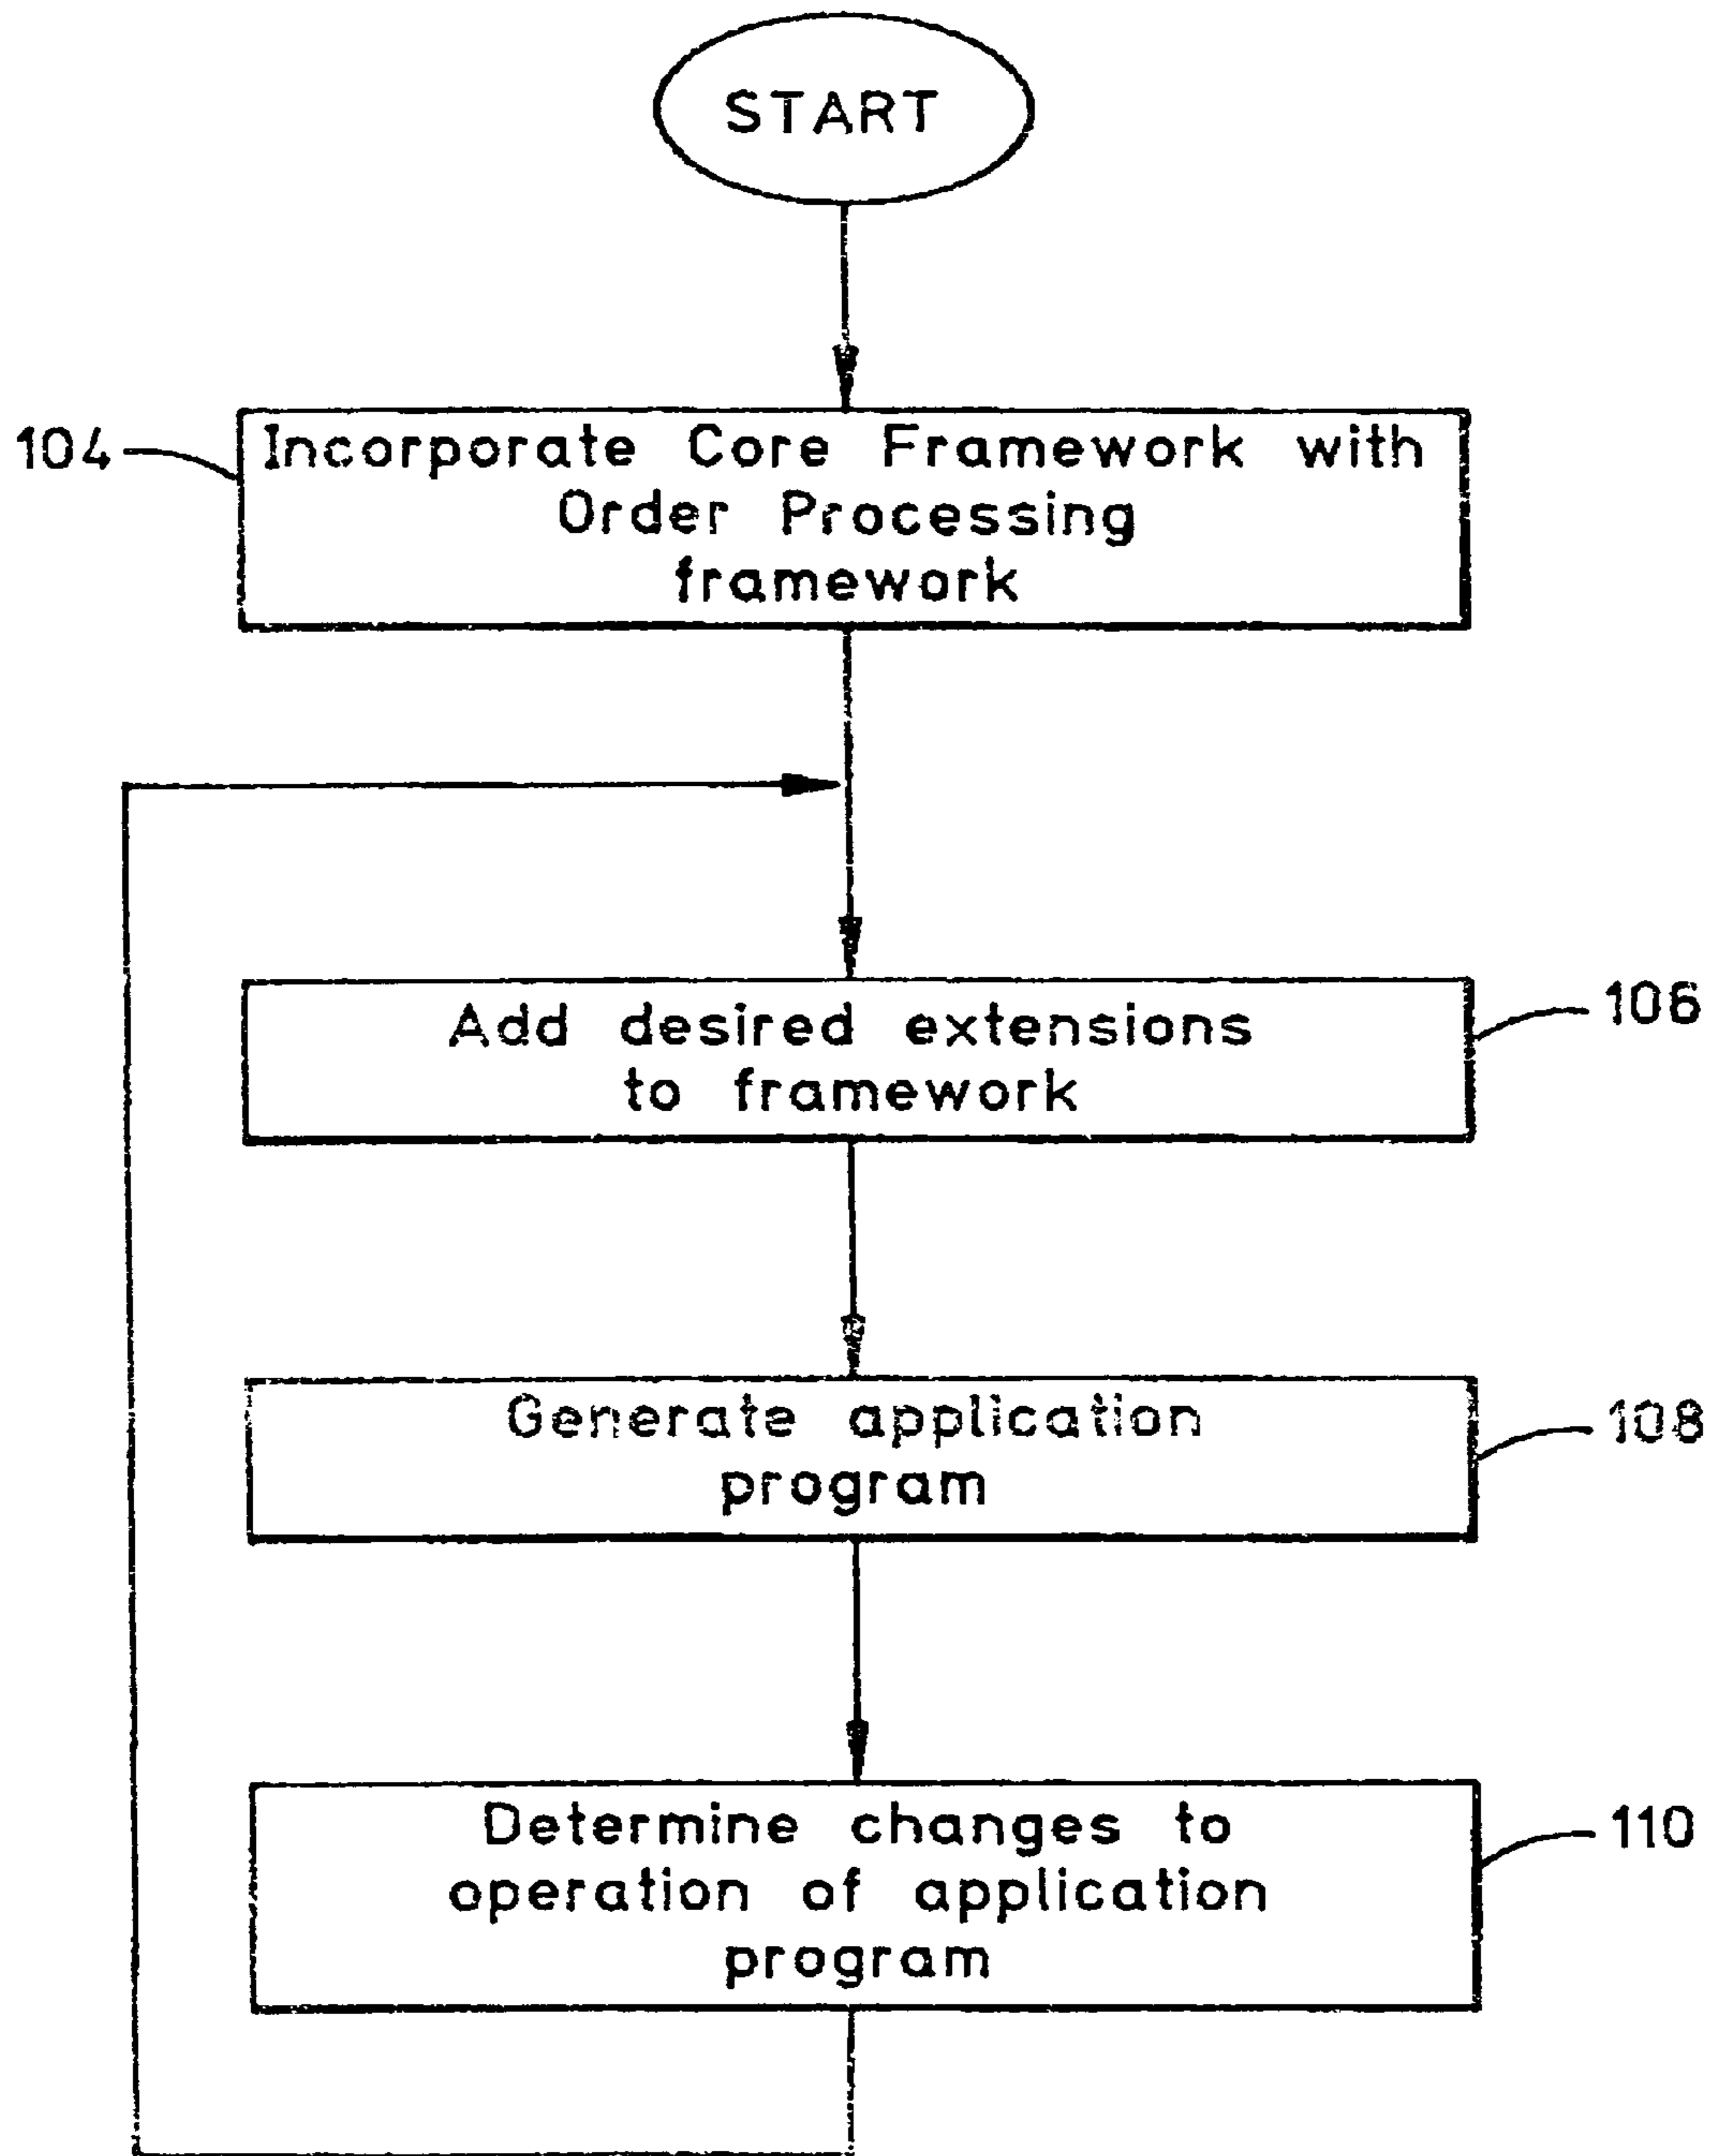 START
104
Incorporate Core Framework with
Order Processing
framework
Add desired extensions
to framework
106
Generate application
program
108
Determine changes to
operation of application
program
110